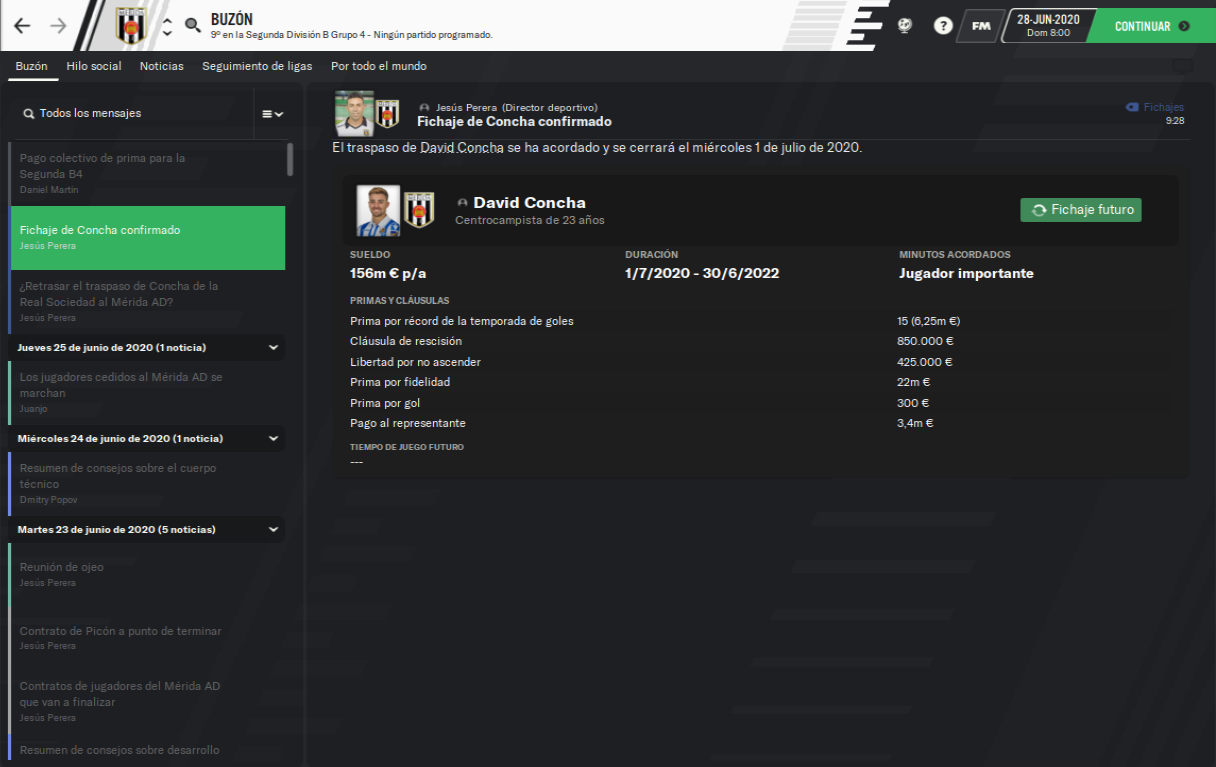 BUZÓN
9º en la Segunda División B Grupo 4 - Ningún partido programado.
?
FM
28-JUN-2020
Dom 8:00
CONTINUAR
Buzón Hilo social Noticias Seguimiento de ligas Por todo el mundo
Todos los mensajes
Pago colectivo de prima para la
Segunda B4
Daniel Martín
Fichaje de Concha confirmado
Jesús Perera
¿Retrasar el traspaso de Concha de la
Real Sociedad al Mérida AD?
Jesús Perera
Jueves 25 de junio de 2020 (1 noticia)
Los jugadores cedidos al Mérida AD se
marchan
Juanjo
Miércoles 24 de junio de 2020 (1 noticia)
Resumen de consejos sobre el cuerpo
técnico
Dmitry Popov
Martes 23 de junio de 2020 (5 noticias)
Reunión de ojeo
Jesús Perera
Contrato de Picón a punto de terminar
Jesús Perera
Contratos de jugadores del Mérida AD
que van a finalizar
Jesús Perera
Resumen de consejos sobre desarrollo
Jesús Perera (Director deportivo)
Fichaje de Concha confirmado
Fichajes
9:28
El traspaso de David Concha se ha acordado y se cerrará el miércoles 1 de julio de 2020.
David Concha
Centrocampista de 23 años
Fichaje futuro
SUELDO DURACIÓN MINUTOS ACORDADOS
156m € p/a 1/7/2020 - 30/6/2022 Jugador importante
PRIMAS Y CLÁUSULAS
Prima por récord de la temporada de goles 15 (6,25m €)
Cláusula de rescisión 850.000 €
Libertad por no ascender 425.000 €
Prima por fidelidad 22m €
Prima por gol 300 €
Pago al representante 3,4m €
TIEMPO DE JUEGO FUTURO
---